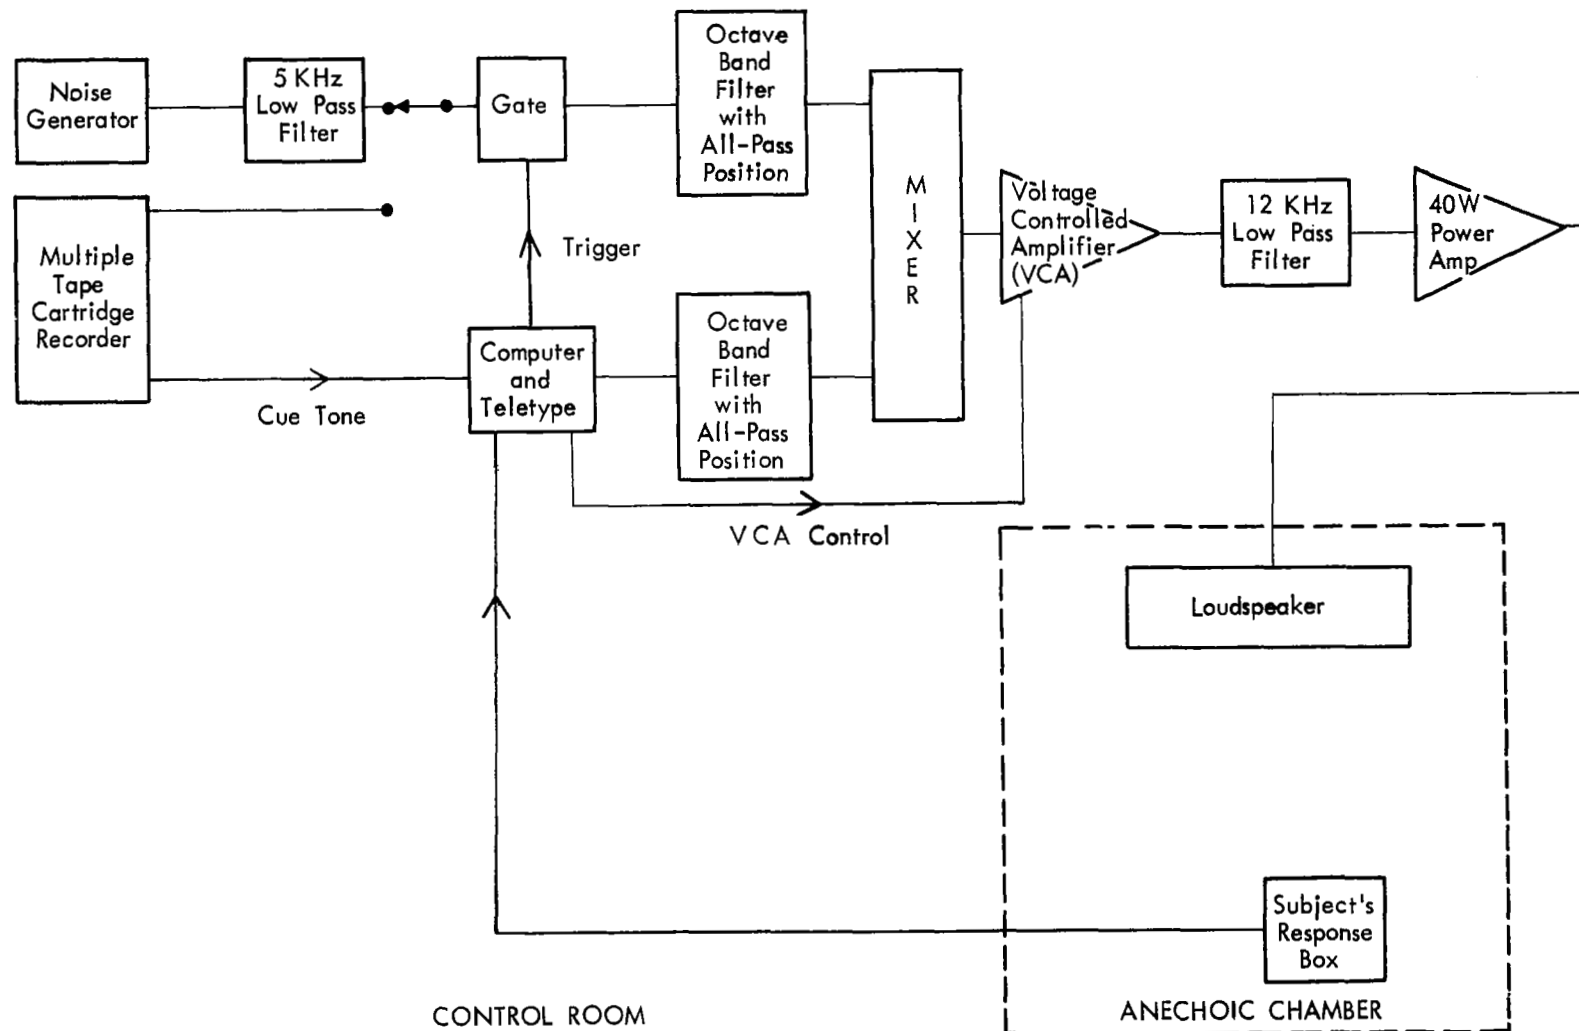 Noise
Generator
5 KHz
Low Pass
Filter
Gate
Octave
Band
Filter
with
All-Pass
Position
MIXER
Voltage
Controlled
Amplifier
(VCA)
12 KHz
Low Pass
Filter
40W
Power
Amp
Multiple
Tape
Cartridge
Recorder
Trigger
Cue Tone
Computer
and
Teletype
Octave
Band
Filter
with
All-Pass
Position
VCA Control
Loudspeaker
Subject's
Response
Box
CONTROL ROOM
ANECHOIC CHAMBER